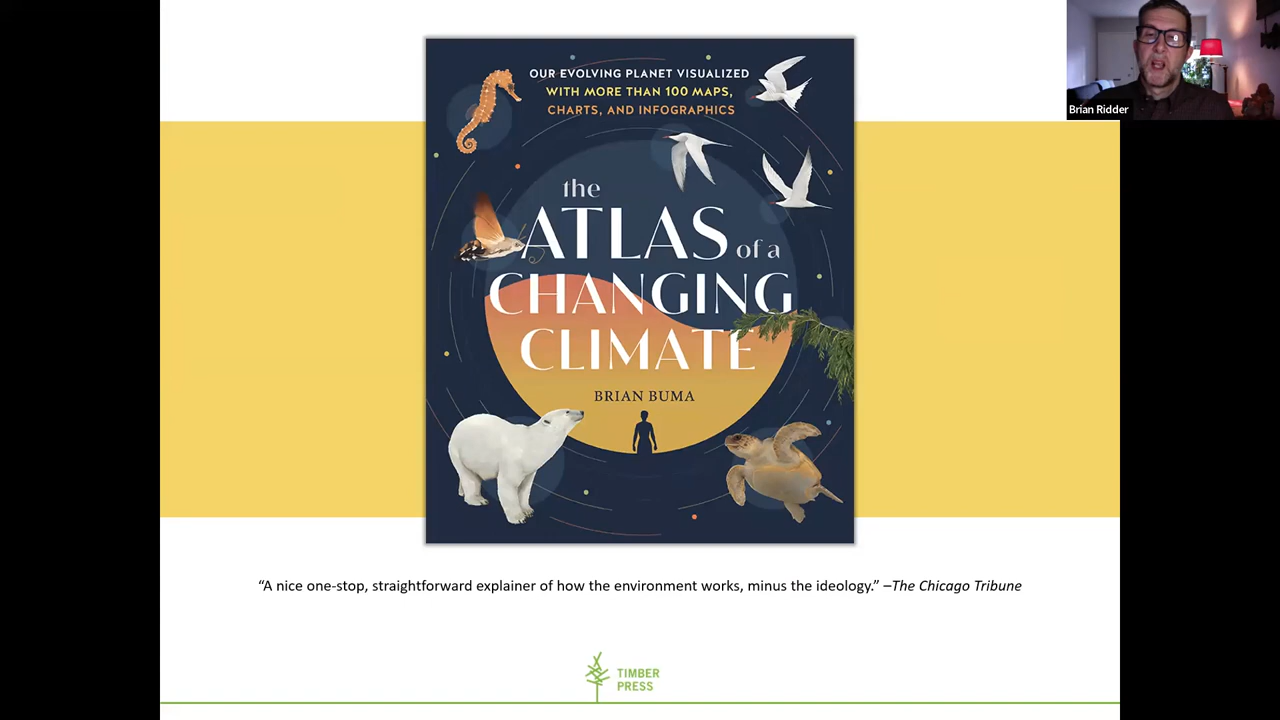 OUR EVOLVING PLANET VISUALIZED
WITH MORE THAN 100 MAPS,
CHARTS, AND INFOGRAPHICS
the
ATLAS of a
CHANGING
CLIMATE
BRIAN BUMA
“A nice one-stop, straightforward explainer of how the environment works, minus the ideology.” –The Chicago Tribune
TIMBER
PRESS
Brian Ridder